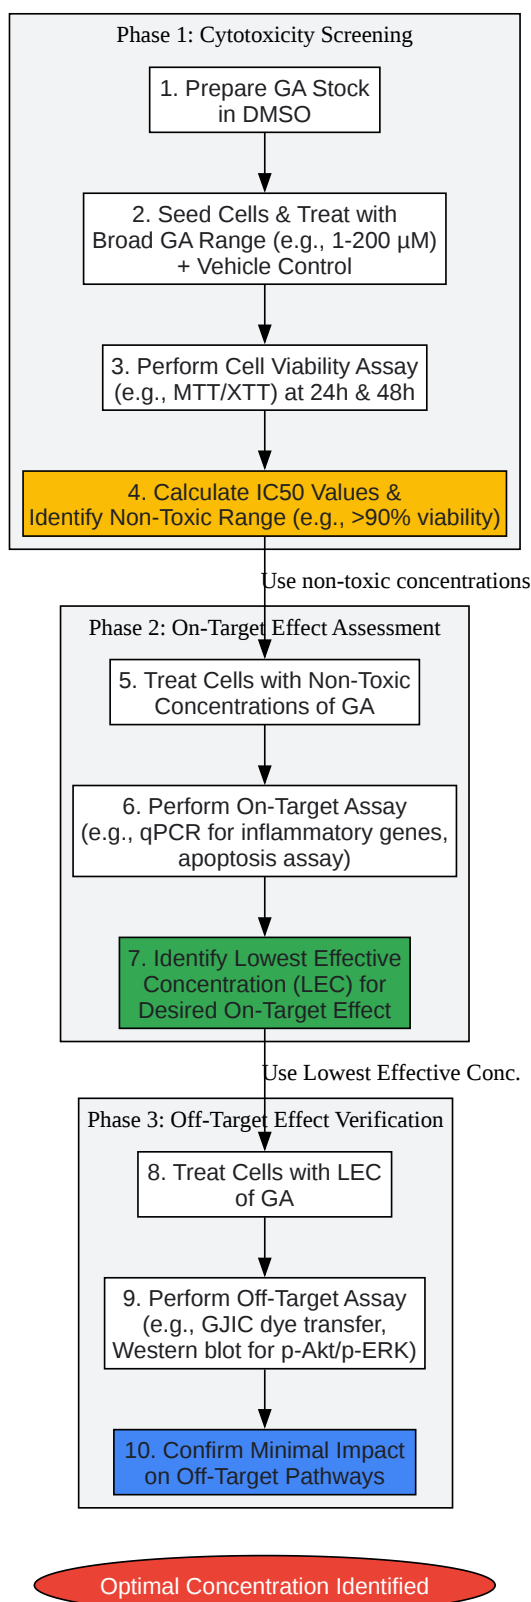 Phase 1: Cytotoxicity Screening
1. Prepare GA Stock
in DMSO
2. Seed Cells & Treat with
Broad GA Range (e.g., 1-200 µM)
+ Vehicle Control
3. Perform Cell Viability Assay
(e.g., MTT/XTT) at 24h & 48h
4. Calculate IC50 Values &
Identify Non-Toxic Range (e.g., >90% viability)
Use non-toxic concentrations
Phase 2: On-Target Effect Assessment
5. Treat Cells with Non-Toxic
Concentrations of GA
6. Perform On-Target Assay
(e.g., qPCR for inflammatory genes,
apoptosis assay)
7. Identify Lowest Effective
Concentration (LEC) for
Desired On-Target Effect
Use Lowest Effective Conc.
Phase 3: Off-Target Effect Verification
8. Treat Cells with LEC
of GA
9. Perform Off-Target Assay
(e.g., GJIC dye transfer,
Western blot for p-Akt/p-ERK)
10. Confirm Minimal Impact
on Off-Target Pathways
Optimal Concentration Identified